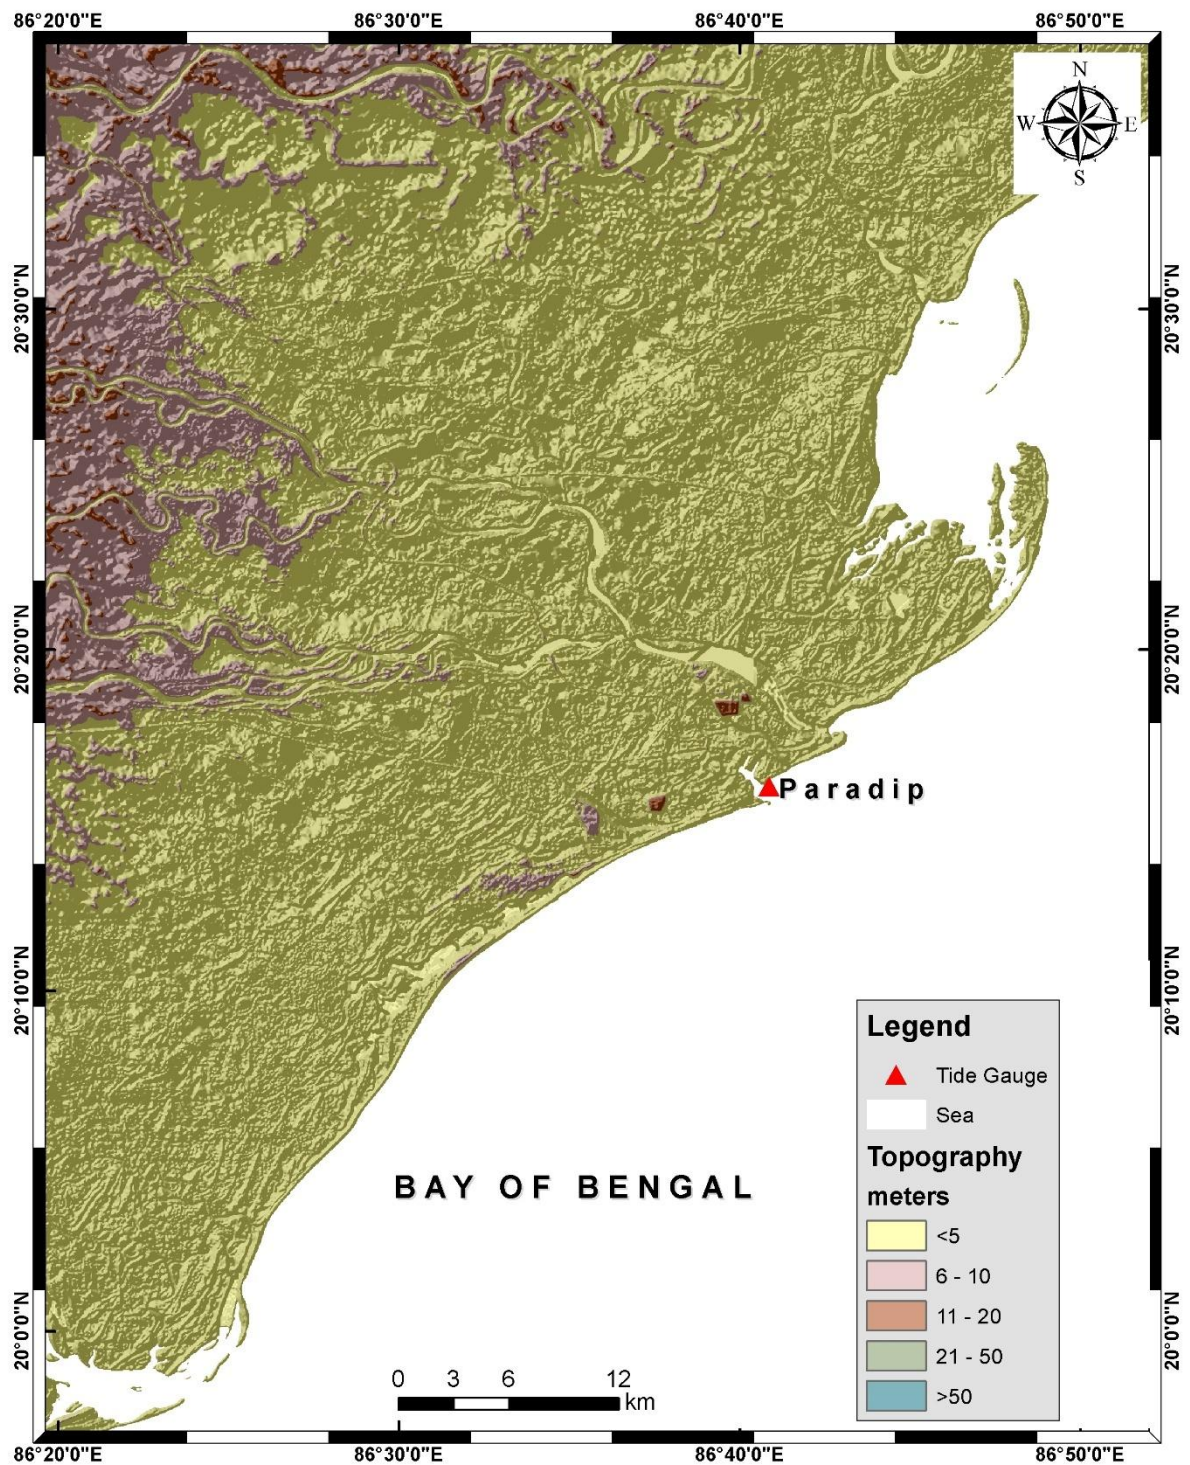 86°20'0"E 86°30'0"E 86°40'0"E 86°50'0"E
N
W E
S
20°30'0"N 20°30'0"N
20°20'0"N 20°20'0"N
Paradip
20°10'0"N 20°10'0"N
Legend
Tide Gauge
Sea
Topography
meters
<5
6 - 10
11 - 20
21 - 50
>50
BAY OF BENGAL
20°0'0"N 20°0'0"N
0 3 6 12
km
86°20'0"E 86°30'0"E 86°40'0"E 86°50'0"E